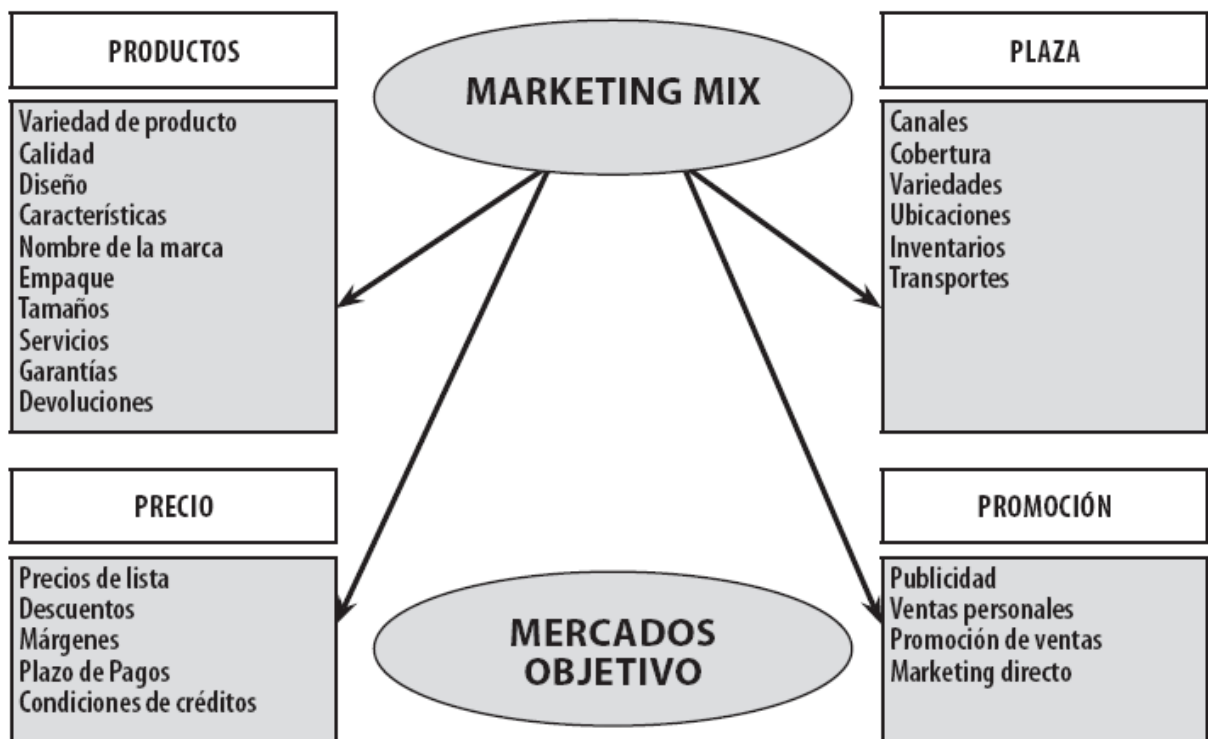 PRODUCTOS
Variedad de producto
Calidad
Diseño
Características
Nombre de la marca
Empaque
Tamaños
Servicios
Garantías
Devoluciones
MARKETING MIX
PLAZA
Canales
Cobertura
Variedades
Ubicaciones
Inventarios
Transportes
PRECIO
Precios de lista
Descuentos
Márgenes
Plazo de Pagos
Condiciones de créditos
MERCADOS
OBJETIVO
PROMOCIÓN
Publicidad
Ventas personales
Promoción de ventas
Marketing directo